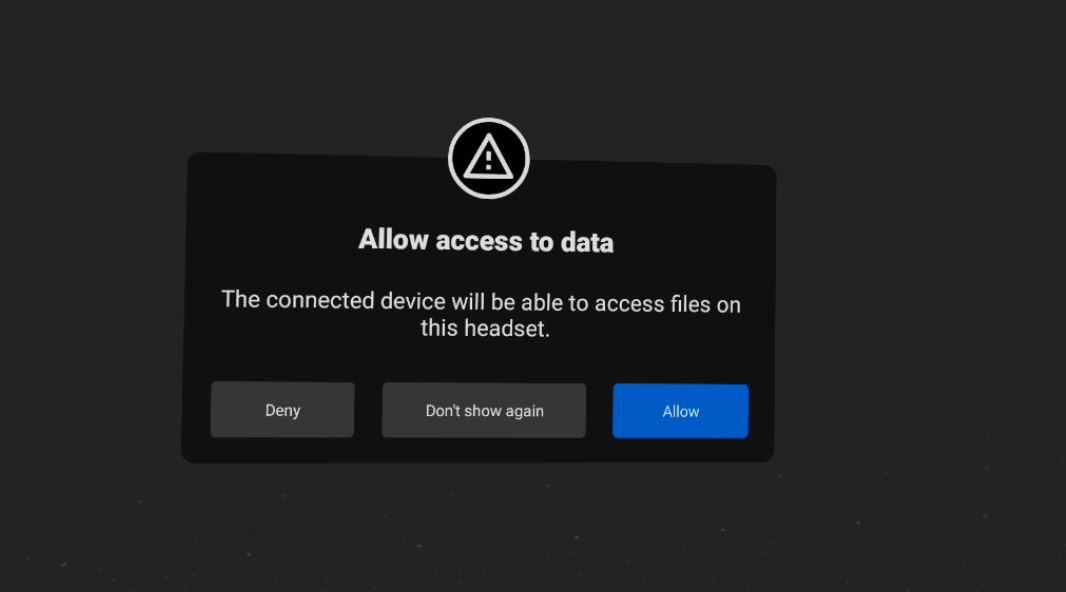 Allow access to data
The connected device will be able to access files on
this headset.
Deny
Don't show again
Allow